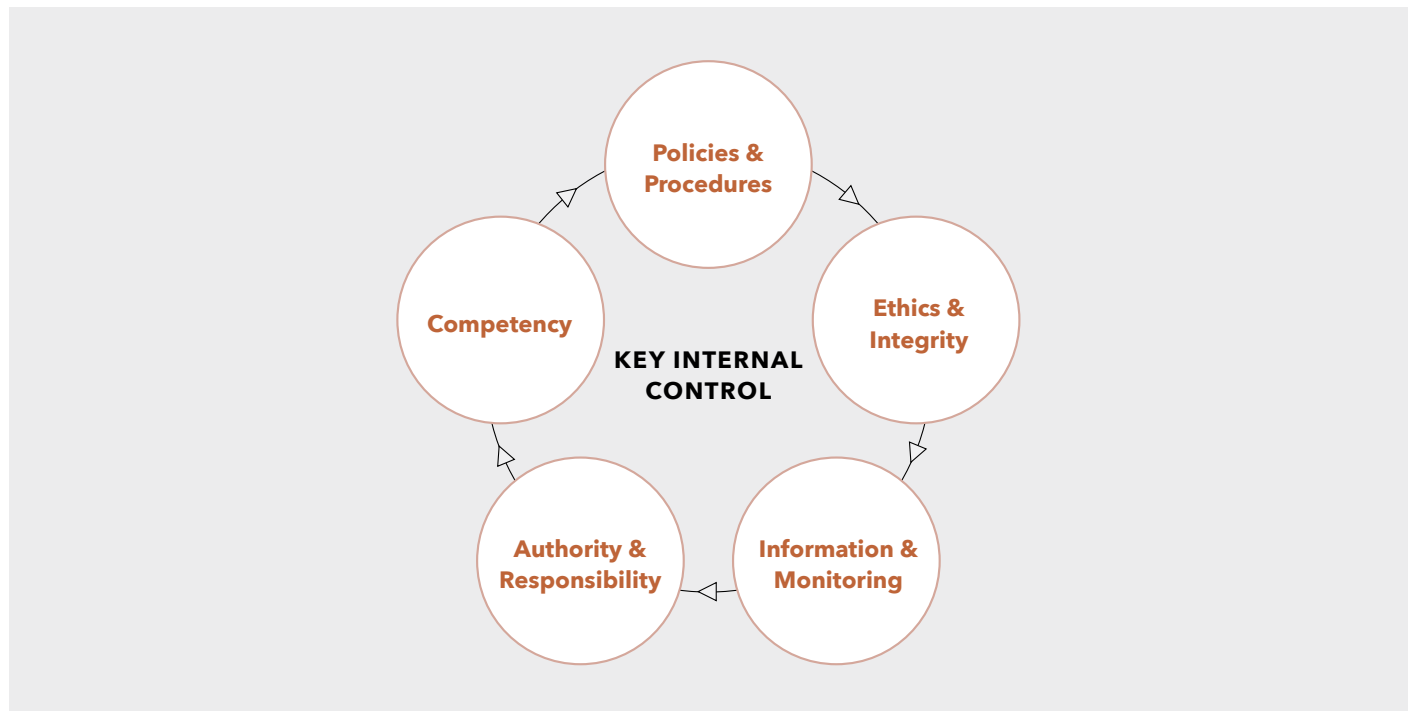 Policies &
Procedures
Ethics &
Integrity
Competency
KEY INTERNAL
CONTROL
Authority &
Responsibility
Information &
Monitoring